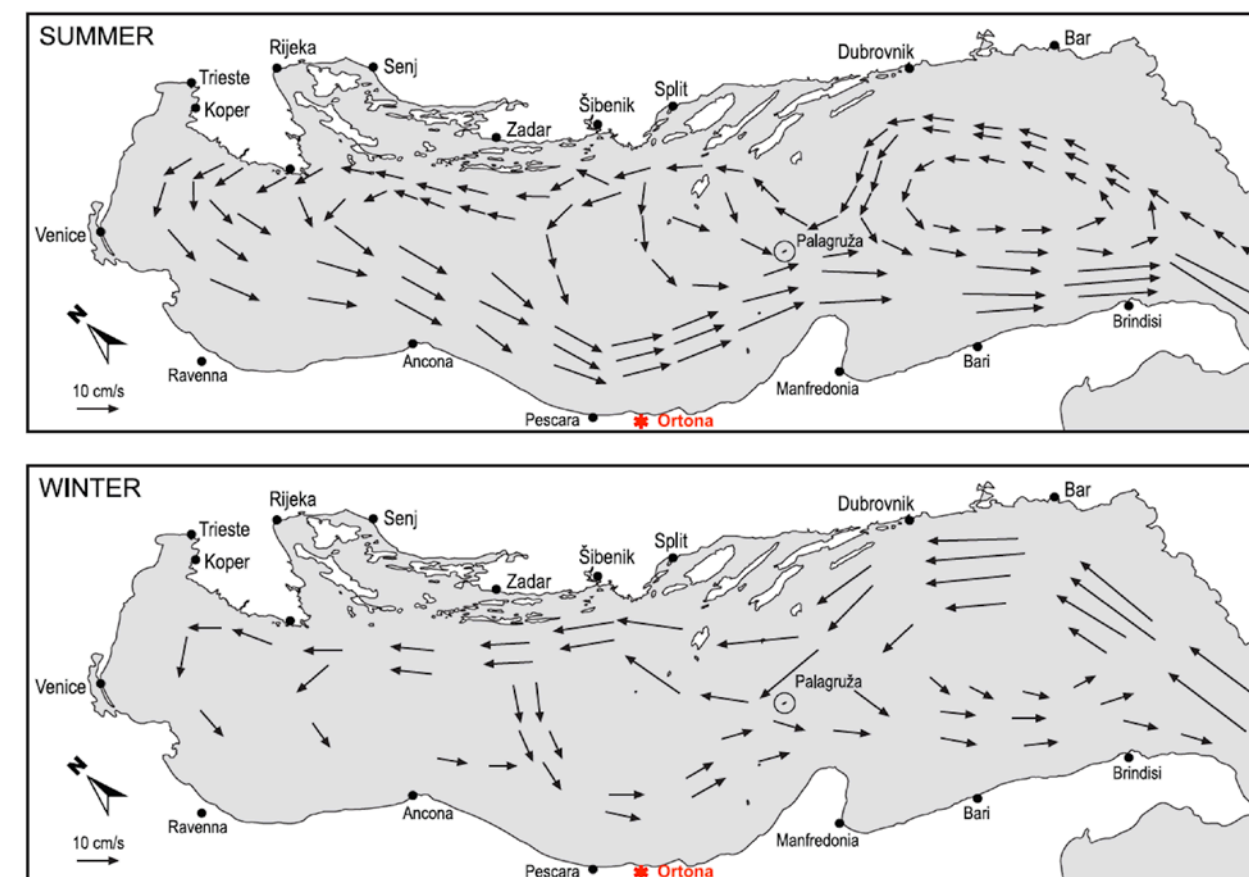 SUMMER
Rijeka
Senj
Trieste
Koper
Zadar
Šibenik
Split
Dubrovnik
Bar
Venice
Palagruža
N
10 cm/s
Ravenna
Ancona
Pescara
Ortona
Manfredonia
Bari
Brindisi
WINTER
Rijeka
Senj
Trieste
Koper
Zadar
Šibenik
Split
Dubrovnik
Bar
Venice
Palagruža
N
10 cm/s
Ravenna
Ancona
Pescara
Ortona
Manfredonia
Bari
Brindisi